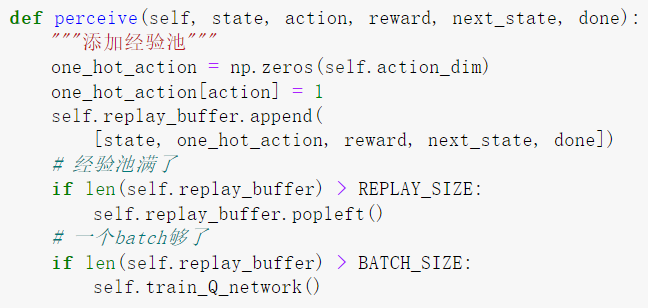 def perceive(self, state, action, reward, next_state, done):
    """添加经验池"""
    one_hot_action = np.zeros(self.action_dim)
    one_hot_action[action] = 1
    self.replay_buffer.append(
        [state, one_hot_action, reward, next_state, done])
    # 经验池满了
    if len(self.replay_buffer) > REPLAY_SIZE:
        self.replay_buffer.popleft()
    # 一个batch够了
    if len(self.replay_buffer) > BATCH_SIZE:
        self.train_Q_network()